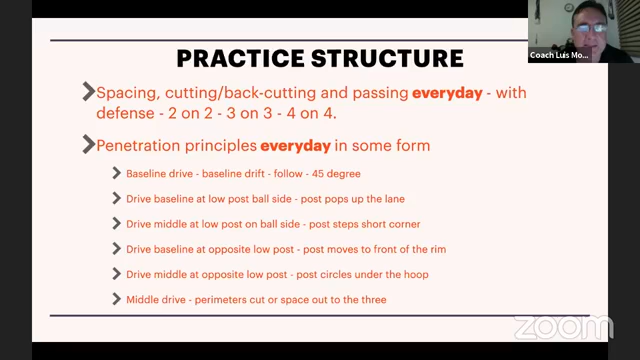 Coach Luis Mo...
PRACTICE STRUCTURE
Spacing, cutting/back-cutting and passing everyday - with
defense - 2 on 2 - 3 on 3 - 4 on 4.
Penetration principles everyday in some form
Baseline drive - baseline drift - follow - 45 degree
Drive baseline at low post ball side - post pops up the lane
Drive middle at low post on ball side - post steps short corner
Drive baseline at opposite low post - post moves to front of the rim
Drive middle at opposite low post - post circles under the hoop
Middle drive - perimeters cut or space out to the three
zoom